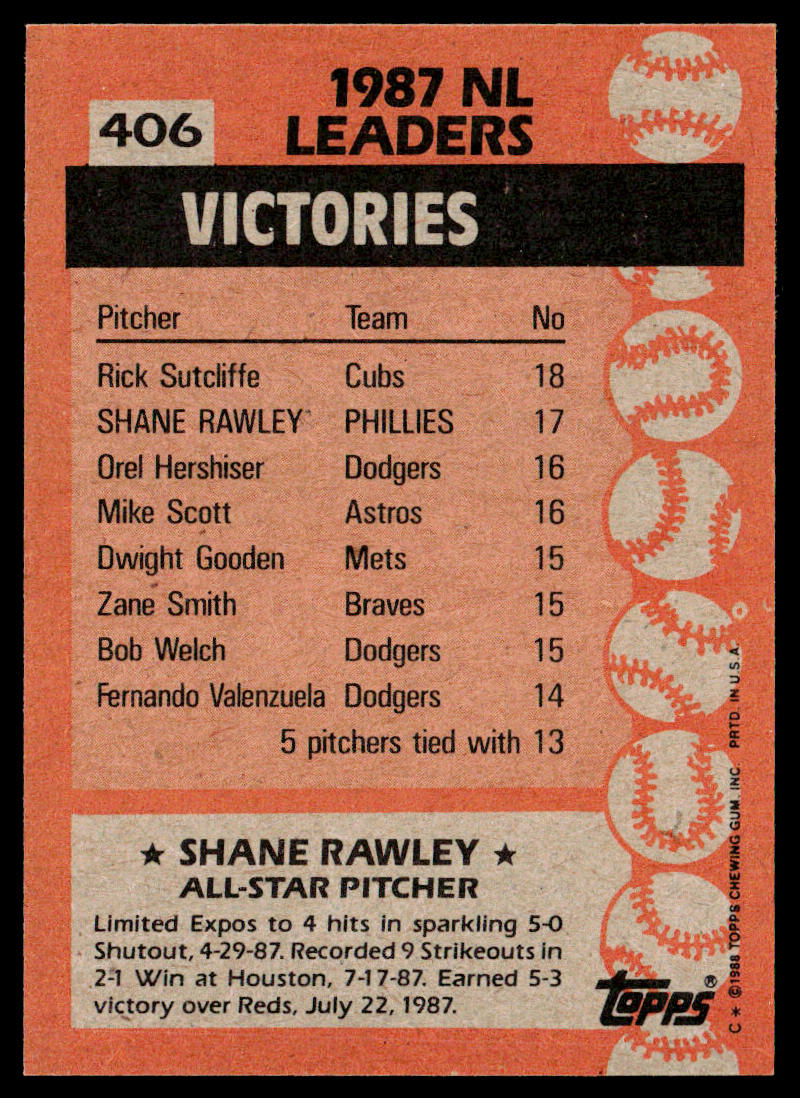 406
1987 NL
LEADERS
VICTORIES
Pitcher Team No
Rick Sutcliffe Cubs 18
SHANE RAWLEY PHILLIES 17
Orel Hershiser Dodgers 16
Mike Scott Astros 16
Dwight Gooden Mets 15
Zane Smith Braves 15
Bob Welch Dodgers 15
Fernando Valenzuela Dodgers 14
5 pitchers tied with 13
★ SHANE RAWLEY ★
ALL-STAR PITCHER
Limited Expos to 4 hits in sparkling 5-0
Shutout, 4-29-87. Recorded 9 Strikeouts in
2-1 Win at Houston, 7-17-87. Earned 5-3
victory over Reds, July 22, 1987.
topps®
C * ©1988 TOPPS CHEWING GUM, INC. PRTD. IN U.S.A.